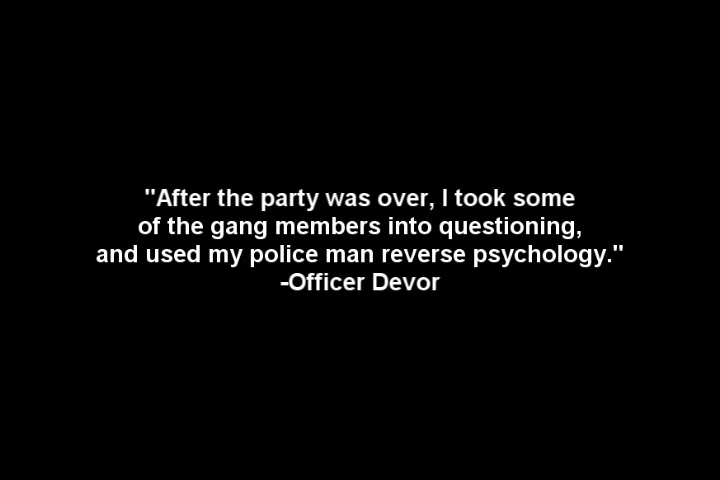 "After the party was over, I took some
of the gang members into questioning,
and used my police man reverse psychology."
-Officer Devor